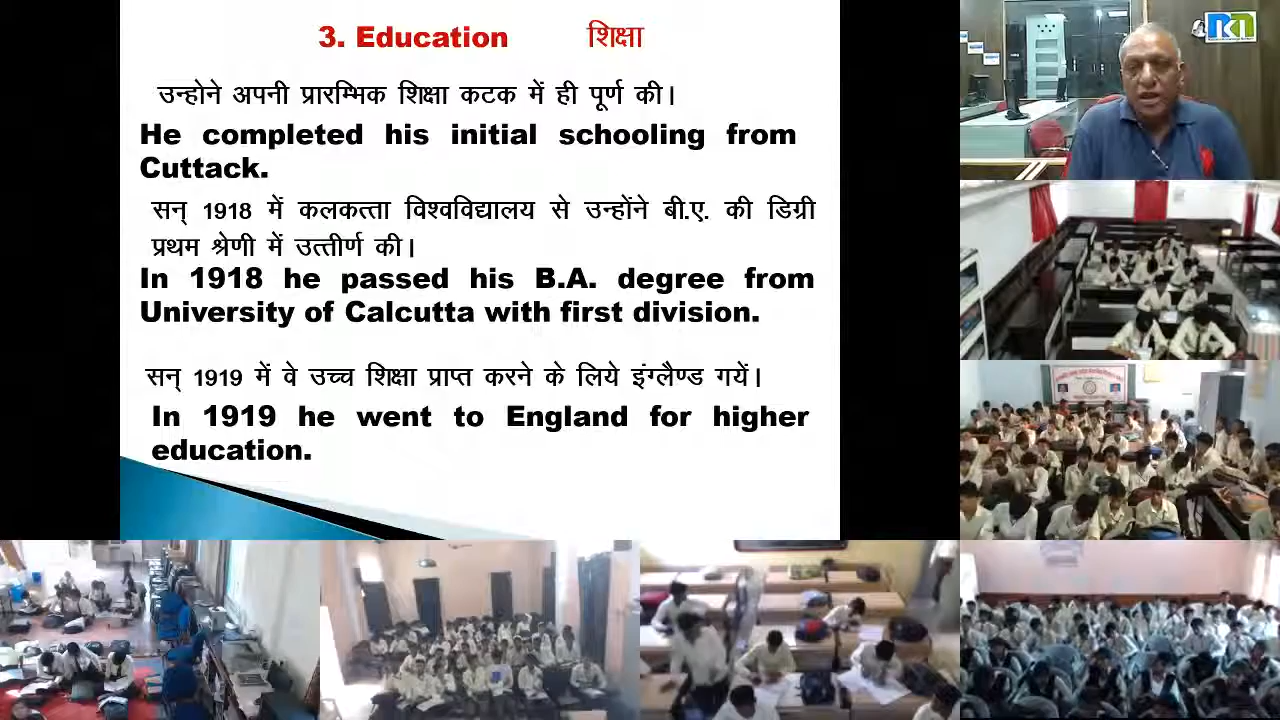 3. Education शिक्षा
उन्होने अपनी प्रारम्भिक शिक्षा कटक में ही पूर्ण की।
He completed his initial schooling from
Cuttack.
सन् 1918 में कलकत्ता विश्वविद्यालय से उन्होंने बी.ए. की डिग्री
प्रथम श्रेणी में उत्तीर्ण की।
In 1918 he passed his B.A. degree from
University of Calcutta with first division.
सन् 1919 में वे उच्च शिक्षा प्राप्त करने के लिये इंग्लैण्ड गयें।
In 1919 he went to England for higher
education.